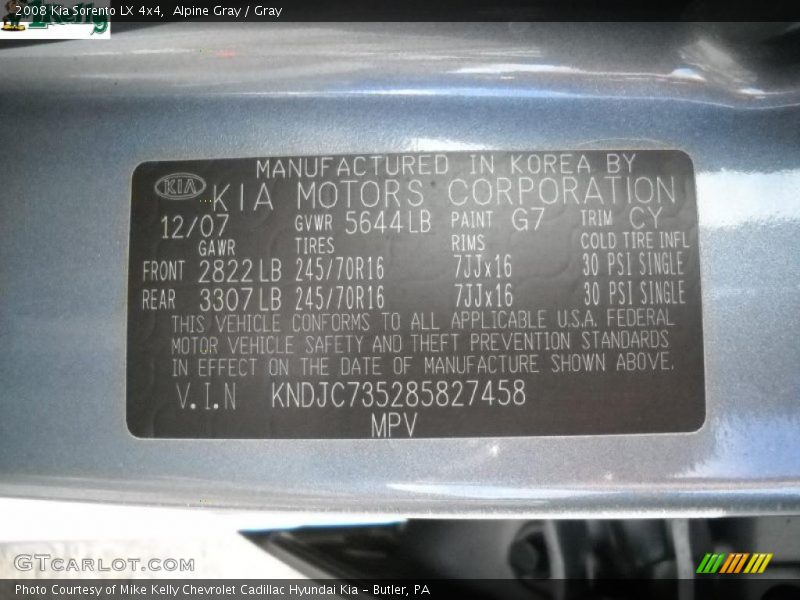 2008 Kia Sorento LX 4x4, Alpine Gray / Gray
Kelly
MANUFACTURED IN KOREA BY
KIA KIA MOTORS CORPORATION
12/07 GVWR 5644LB PAINT G7 TRIM CY
GAWR TIRES RIMS COLD TIRE INFL
FRONT 2822LB 245/70R16 7JJx16 30 PSI SINGLE
REAR 3307LB 245/70R16 7JJx16 30 PSI SINGLE
THIS VEHICLE CONFORMS TO ALL APPLICABLE U.S.A. FEDERAL
MOTOR VEHICLE SAFETY AND THEFT PREVENTION STANDARDS
IN EFFECT ON THE DATE OF MANUFACTURE SHOWN ABOVE.
V.I.N KNDJC735285827458
MPV
GTCARLOT.COM
Photo Courtesy of Mike Kelly Chevrolet Cadillac Hyundai Kia - Butler, PA